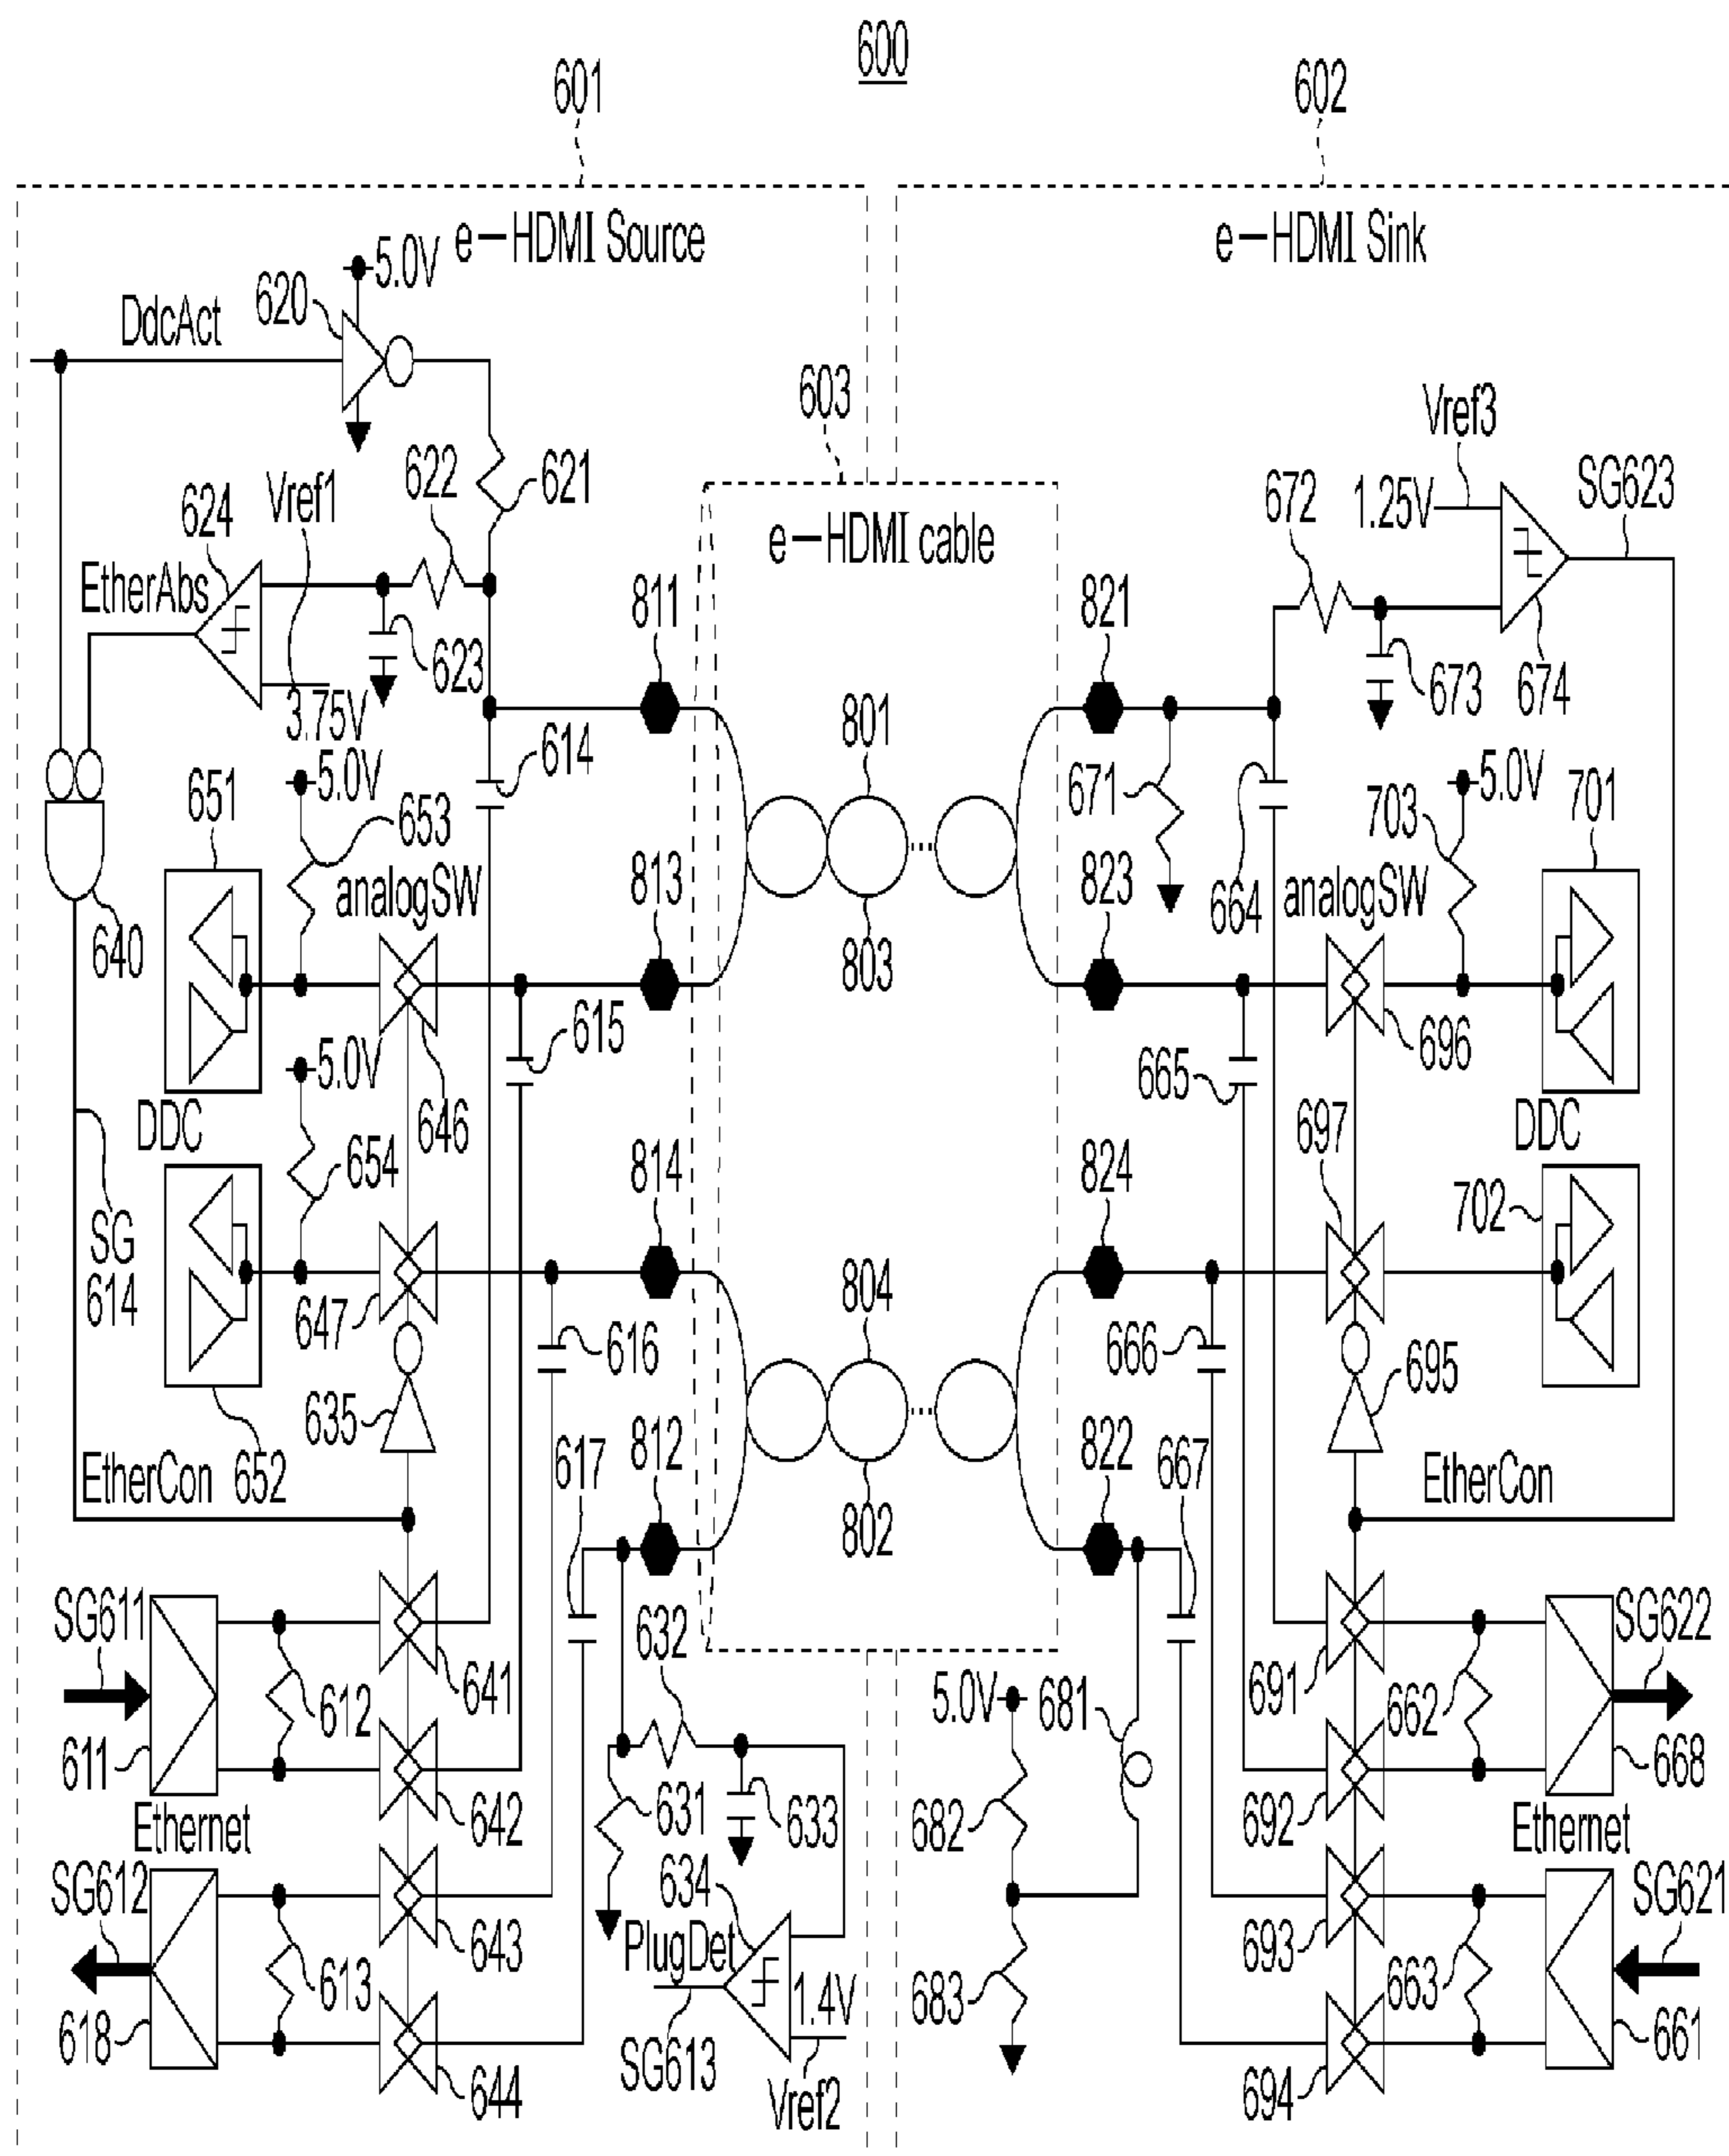 600
601
602
e−HDMI Source
e−HDMI Sink
5.0V
620
DdcAct
603
Vref3
622
621
1.25V
SG623
672
624
Vref1
e−HDMI cable
EtherAbs
811
821
623
673
674
3.75V
614
801
671
5.0V
5.0V
651
653
703
701
analogSW
813
823
664
analogSW
640
803
615
696
5.0V
665
646
697
DDC
DDC
654
814
824
702
SG
614
647
804
616
666
635
695
617
812
822
667
EtherCon
652
802
EtherCon
SG611
632
SG622
612
641
5.0V
681
691
662
611
631
633
682
668
642
692
Ethernet
Ethernet
SG612
634
SG621
PlugDet
613
643
1.4V
683
693
663
618
SG613
661
644
Vref2
694